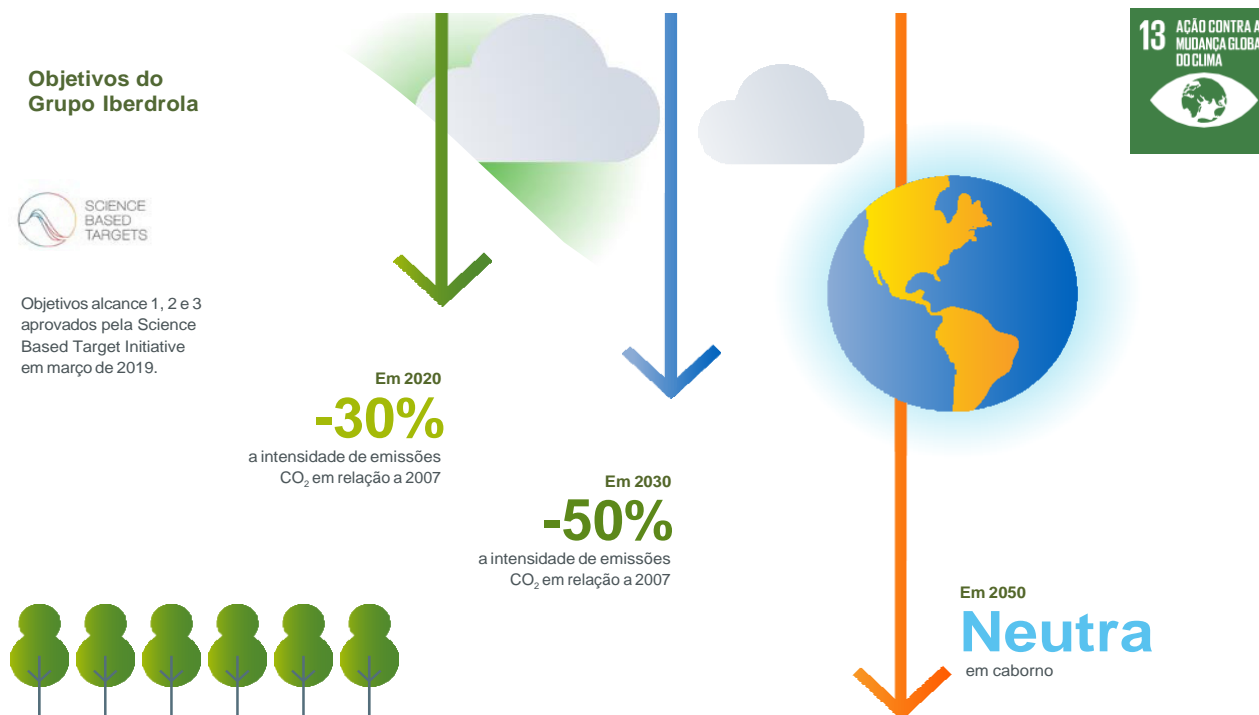 Objetivos do
Grupo Iberdrola
SCIENCE
BASED
TARGETS
Objetivos alcance 1, 2 e 3
aprovados pela Science
Based Target Initiative
em março de 2019.
Em 2020
-30%
a intensidade de emissões
CO₂ em relação a 2007
Em 2030
-50%
a intensidade de emissões
CO₂ em relação a 2007
Em 2050
Neutra
em caborno
13 AÇÃO CONTRA A
MUDANÇA GLOBA
DO CLIMA